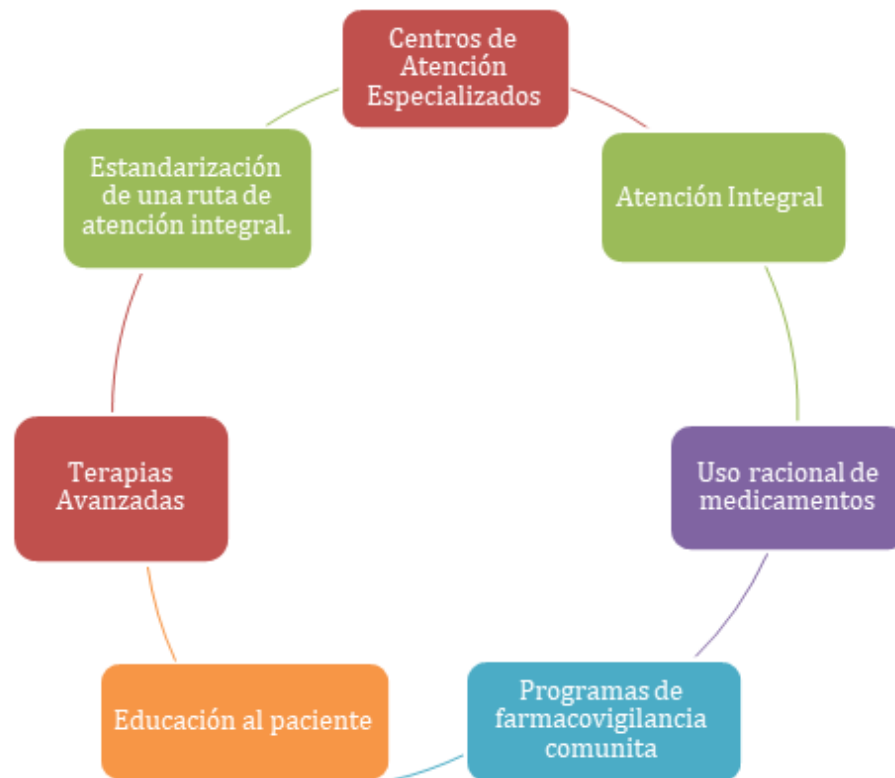 Centros de
Atención
Especializados
Atención Integral
Uso racional de
medicamentos
Programas de
farmacovigilancia
comunita
Educación al paciente
Terapias
Avanzadas
Estandarización
de una ruta de
atención integral.